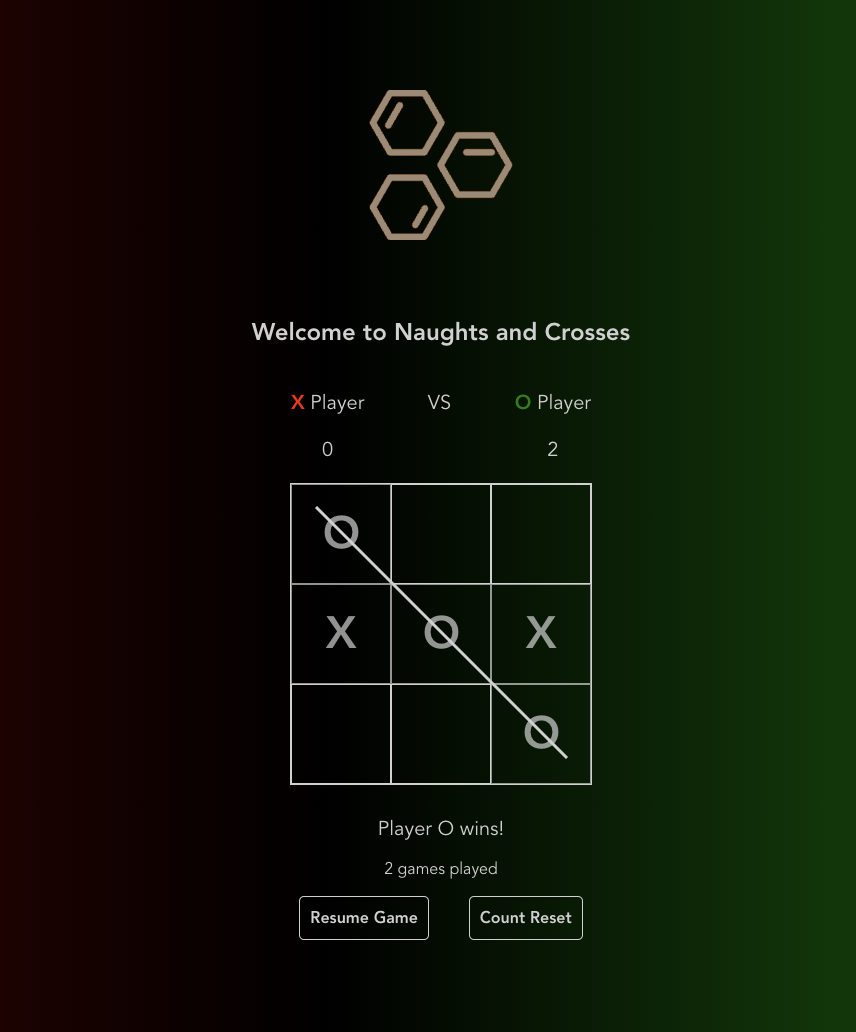 Welcome to Naughts and Crosses
X Player VS O Player
0 2
O
X O X
O
Player O wins!
2 games played
Resume Game Count Reset